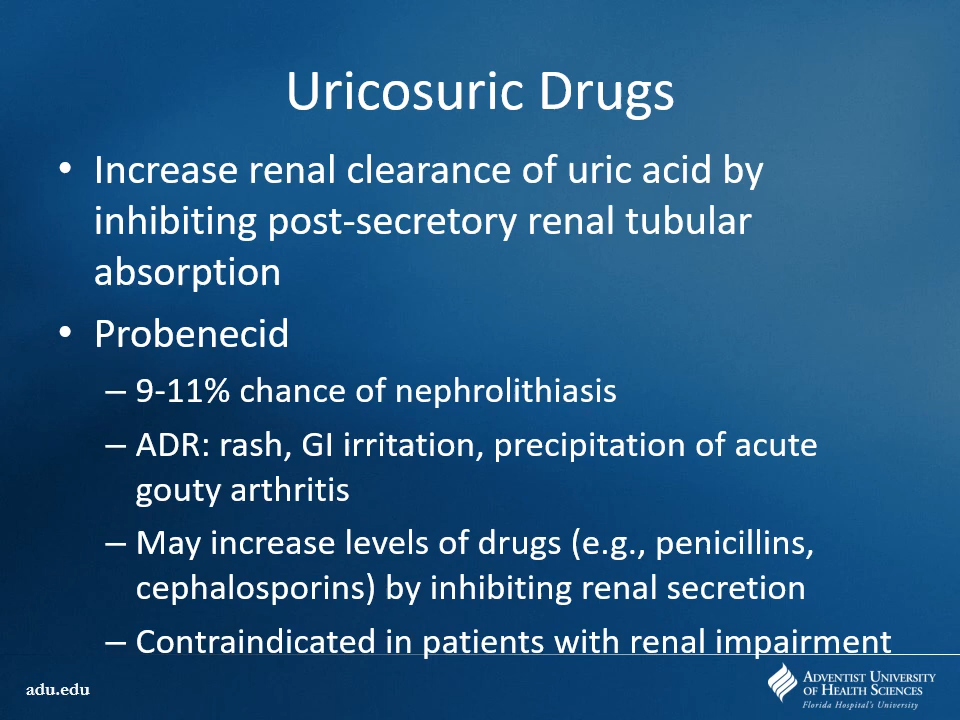 Uricosuric Drugs
• Increase renal clearance of uric acid by
inhibiting post-secretory renal tubular
absorption
• Probenecid
– 9-11% chance of nephrolithiasis
– ADR: rash, GI irritation, precipitation of acute
gouty arthritis
– May increase levels of drugs (e.g., penicillins,
cephalosporins) by inhibiting renal secretion
– Contraindicated in patients with renal impairment
adu.edu
ADVENTIST UNIVERSITY
OF HEALTH SCIENCES
Florida Hospital's University